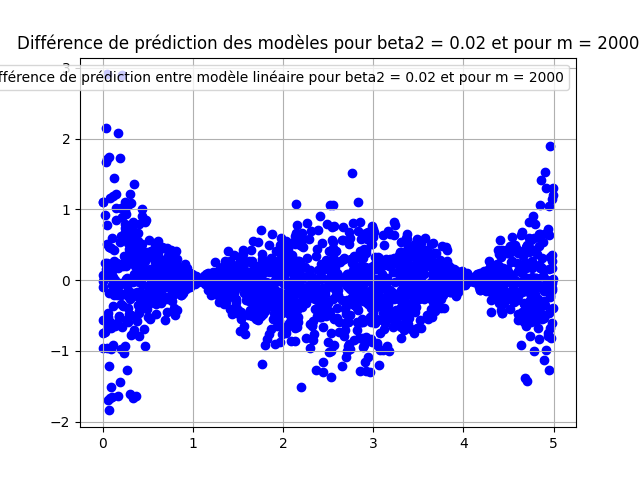 Différence de prédiction des modèles pour beta2 = 0.02 et pour m = 2000
fférence de prédiction entre modèle linéaire pour beta2 = 0.02 et pour m = 2000
3
2
1
0
−1
−2
0 1 2 3 4 5